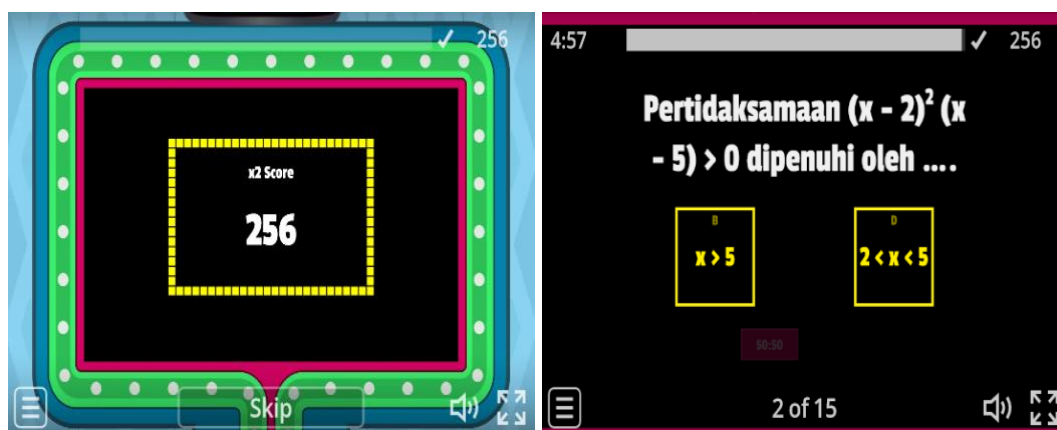 ✓ 256
x2 Score
256
Skip
4:57
✓ 256
Pertidaksamaan (x - 2)² (x
- 5) > 0 dipenuhi oleh ....
B
x > 5
D
2 < x < 5
50:50
2 of 15